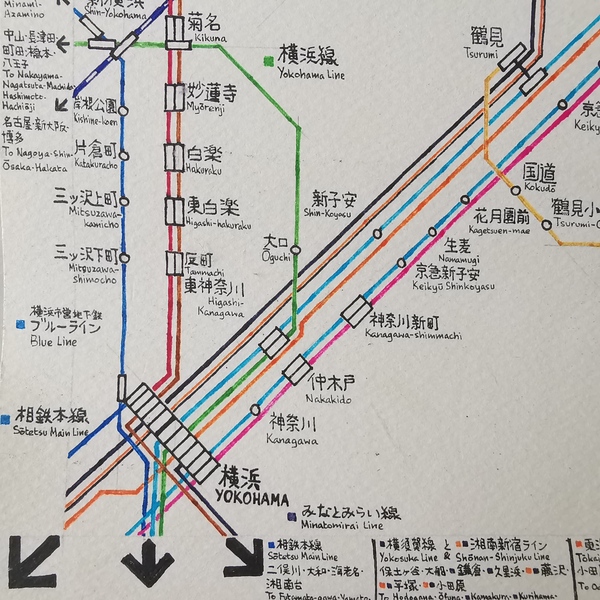 Minami-
Azamino
新横浜
Shin-Yokohama
菊名
Kikuna
中山・長津田・
町田・橋本・
八王子
To Nakayama-
Nagatsuta-Machida
Hashimoto-
Hachiōji
名古屋・新大阪・
博多
To Nagoya-Shin-
Ōsaka-Hakata
横浜線
Yokohama Line
鶴見
Tsurumi
岸根公園
Kishine-kōen
妙蓮寺
Myōrenji
片倉町
Katakurachō
白楽
Hakuraku
三ッ沢上町
Mitsuzawa-
kamichō
東白楽
Higashi-hakuraku
三ッ沢下町
Mitsuzawa-
shimochō
反町
Tanmachi
東神奈川
Higashi-
Kanagawa
大口
Ōguchi
新子安
Shin-Koyasu
国道
Kokudō
花月園前
Kagetsuen-mae
鶴見小
Tsurumi-O
生麦
Namamugi
京急新子安
Keikyū Shinkoyasu
神奈川新町
Kanagawa-shimmachi
仲木戸
Nakakido
神奈川
Kanagawa
横浜市営地下鉄
ブルーライン
Blue Line
相鉄本線
Sōtetsu Main Line
横浜
YOKOHAMA
みなとみらい線
Minatomirai Line
相鉄本線
Sōtetsu Main Line
二俣川・大和・海老名・
湘南台
To Futamata-gawa-Yamato-
横須賀線 と 湘南新宿ライン
Yokosuka Line & Shōnan-Shinjuku Line
保土ヶ谷・大船・鎌倉・久里浜・藤沢・
平塚・小田原
To Hodogaya-Ōfuna-Kamakura-Kurihama-
Tōkai
小田